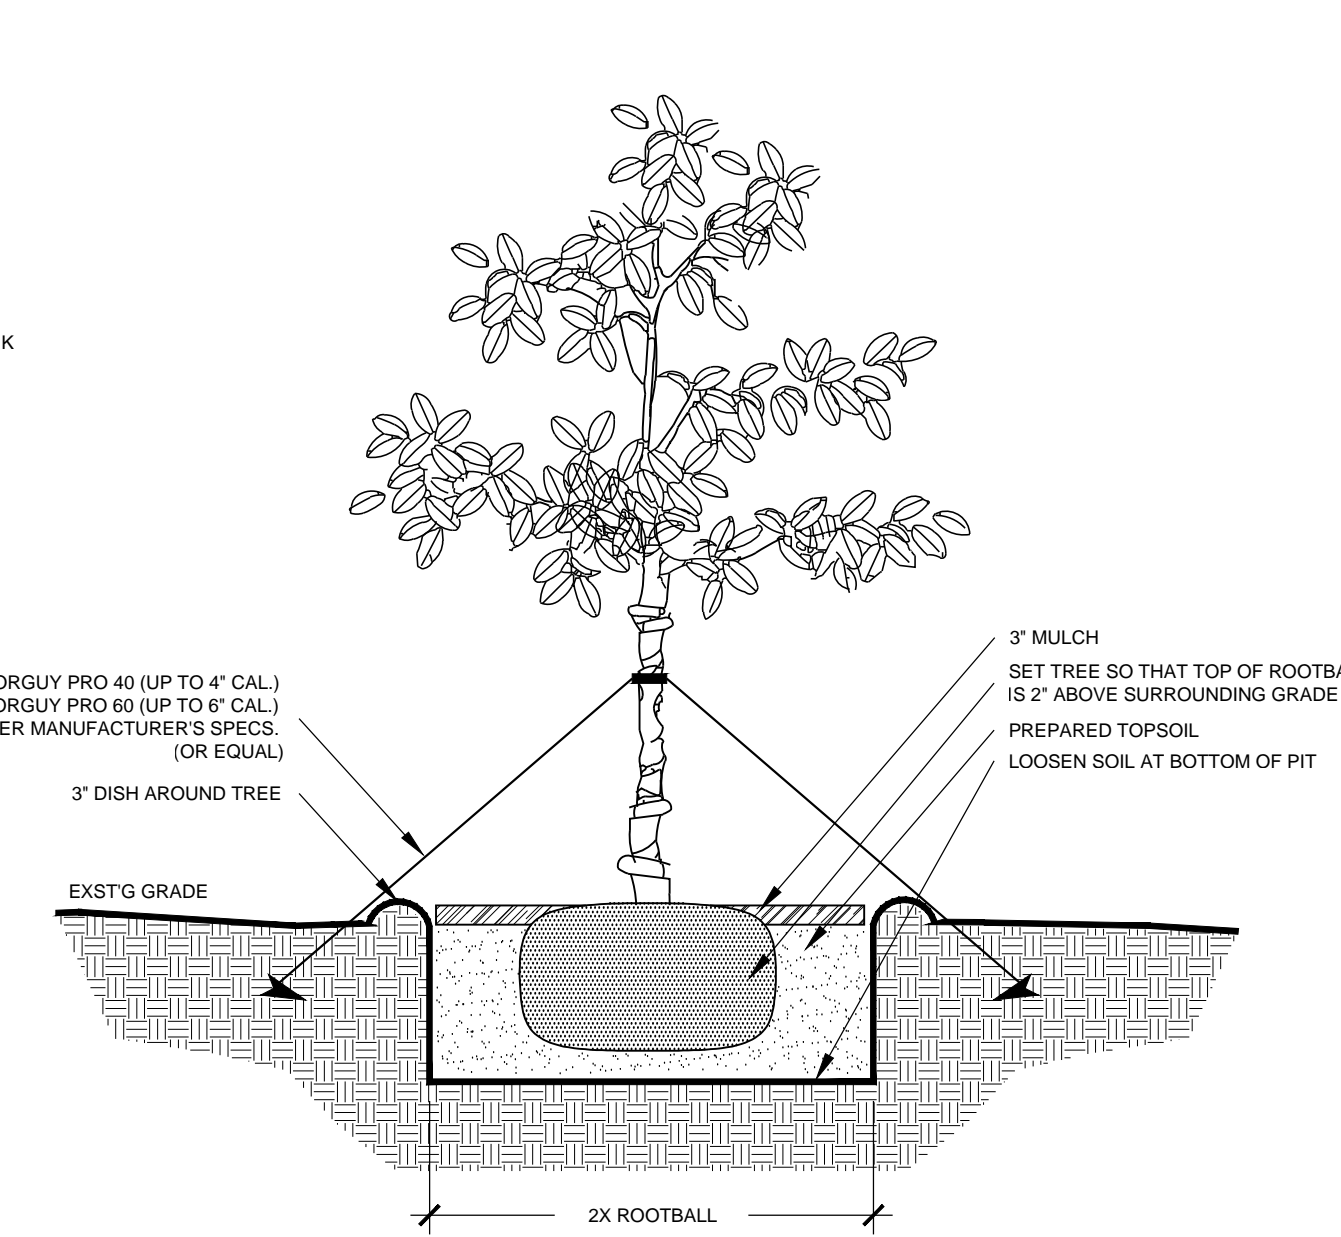 K
ORGUY PRO 40 (UP TO 4" CAL.)
ORGUY PRO 60 (UP TO 6" CAL.)
ER MANUFACTURER'S SPECS.
(OR EQUAL)
3" DISH AROUND TREE
EXST'G GRADE
3" MULCH
SET TREE SO THAT TOP OF ROOTBA
IS 2" ABOVE SURROUNDING GRADE
PREPARED TOPSOIL
LOOSEN SOIL AT BOTTOM OF PIT
2X ROOTBALL